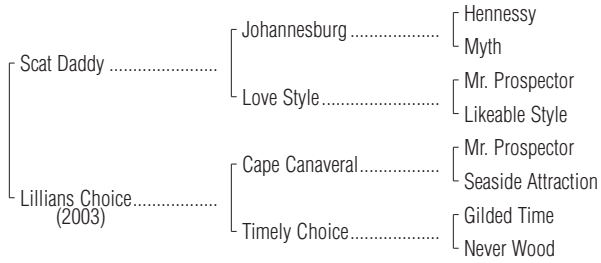 Hennessy
Johannesburg ..................
Myth
Scat Daddy ......................
Mr. Prospector
Love Style........................
Likeable Style
Mr. Prospector
Cape Canaveral................
Seaside Attraction
Lillians Choice.................
(2003)
Gilded Time
Timely Choice..................
Never Wood